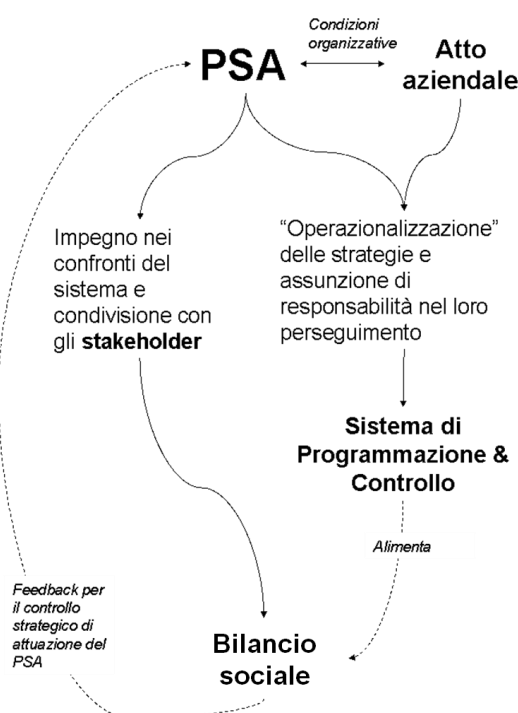 Condizioni
organizzative
PSA
Atto
aziendale
Impegno nei
confronti del
sistema e
condivisione con
gli stakeholder
“Operazionalizzazione”
delle strategie e
assunzione di
responsabilità nel loro
perseguimento
Sistema di
Programmazione &
Controllo
Alimenta
Feedback per
il controllo
strategico di
attuazione del
PSA
Bilancio
sociale